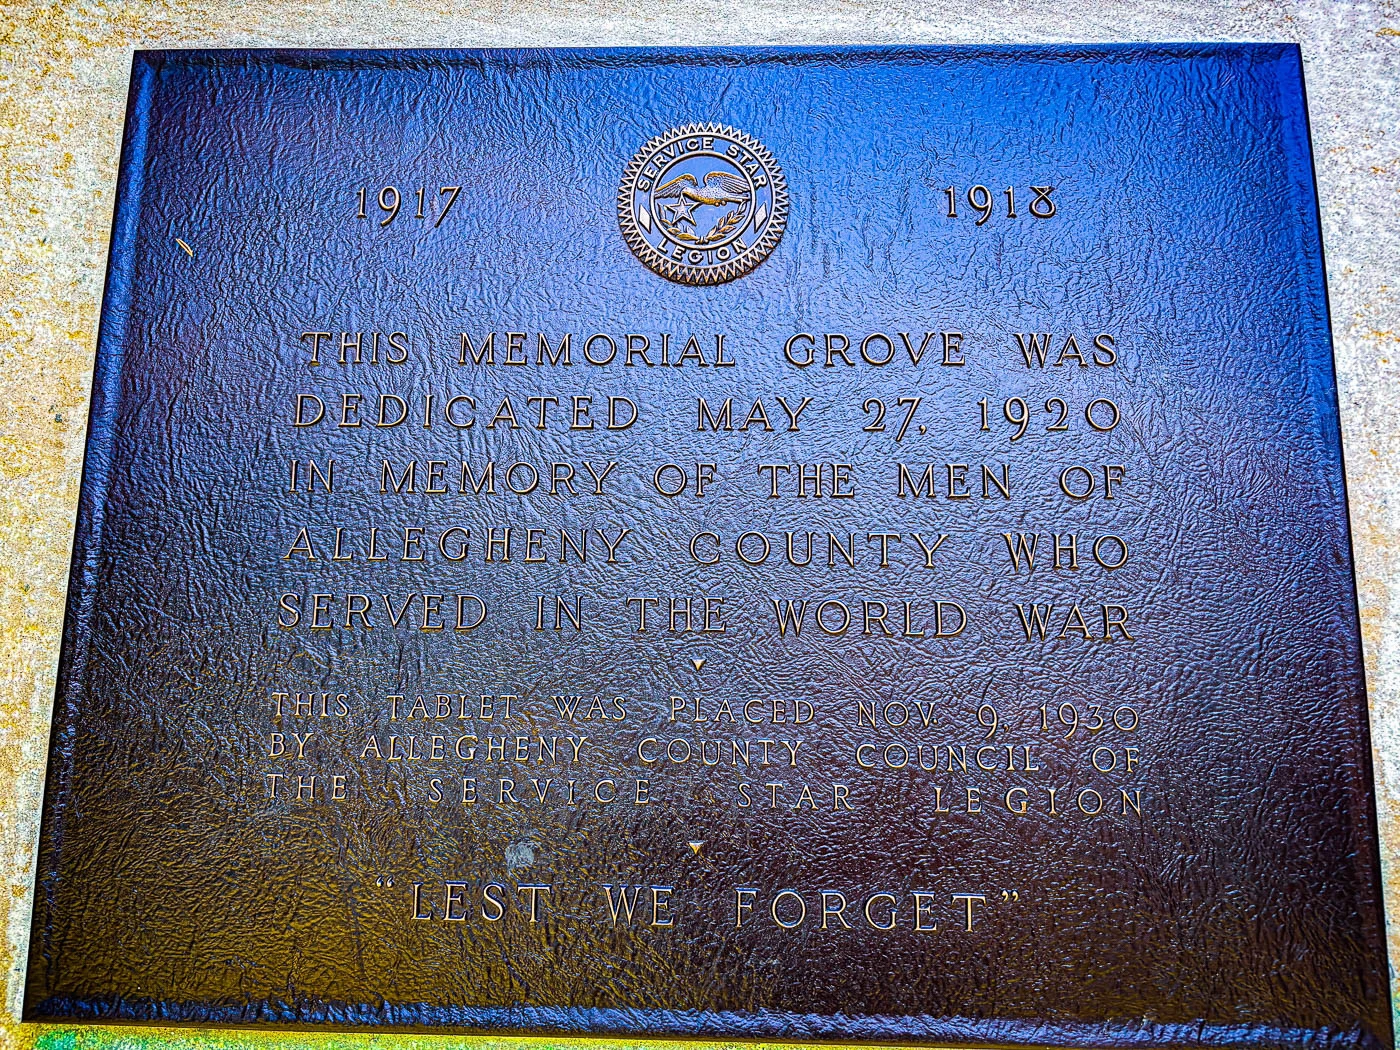 1917
SERVICE STAR
LEGION
1918
THIS MEMORIAL GROVE WAS
DEDICATED MAY 27, 1920
IN MEMORY OF THE MEN OF
ALLEGHENY COUNTY WHO
SERVED IN THE WORLD WAR
THIS TABLET WAS PLACED NOV. 9, 1930
BY ALLEGHENY COUNTY COUNCIL OF
THE SERVICE STAR LEGION
"LEST WE FORGET"